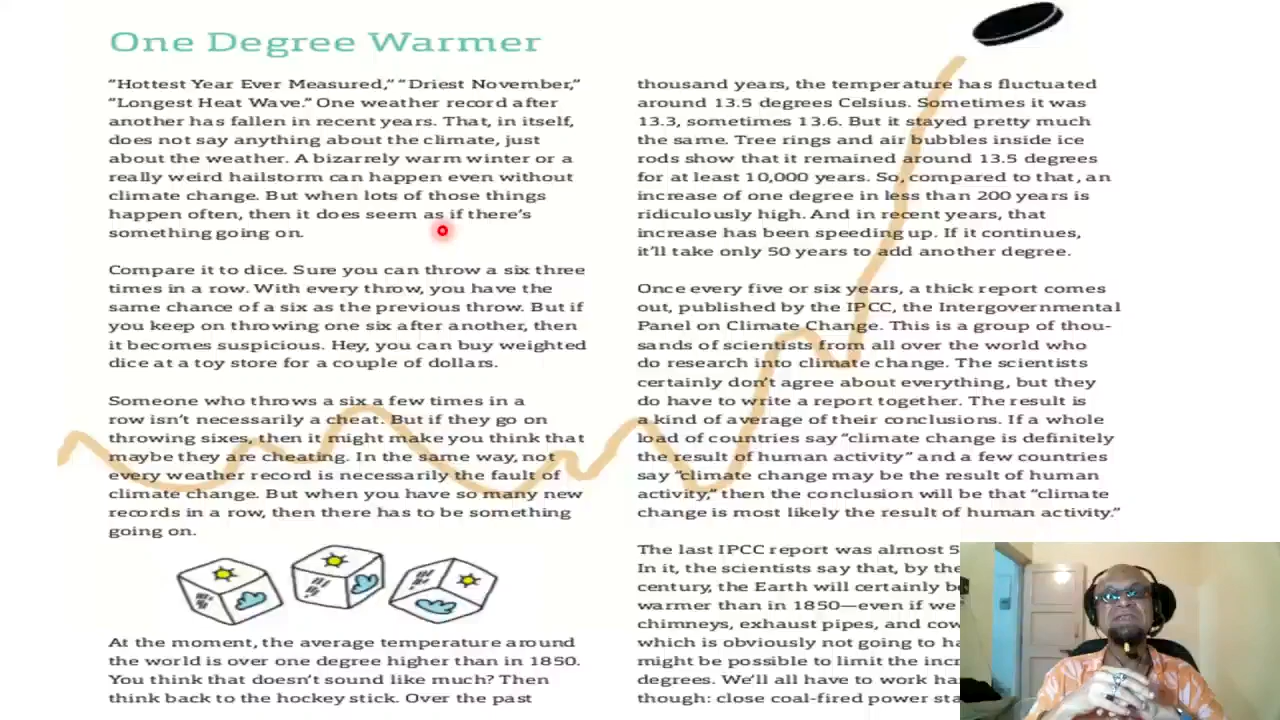 One Degree Warmer
"Hottest Year Ever Measured," "Driest November,"
"Longest Heat Wave." One weather record after
another has fallen in recent years. That, in itself,
does not say anything about the climate, just
about the weather. A bizarrely warm winter or a
really weird hailstorm can happen even without
climate change. But when lots of those things
happen often, then it does seem as if there's
something going on.
Compare it to dice. Sure you can throw a six three
times in a row. With every throw, you have the
same chance of a six as the previous throw. But if
you keep on throwing one six after another, then
it becomes suspicious. Hey, you can buy weighted
dice at a toy store for a couple of dollars.
Someone who throws a six a few times in a
row isn't necessarily a cheat. But if they go on
throwing sixes, then it might make you think that
maybe they are cheating. In the same way, not
every weather record is necessarily the fault of
climate change. But when you have so many new
records in a row, then there has to be something
going on.
At the moment, the average temperature around
the world is over one degree higher than in 1850.
You think that doesn't sound like much? Then
think back to the hockey stick. Over the past
thousand years, the temperature has fluctuated
around 13.5 degrees Celsius. Sometimes it was
13.3, sometimes 13.6. But it stayed pretty much
the same. Tree rings and air bubbles inside ice
rods show that it remained around 13.5 degrees
for at least 10,000 years. So, compared to that, an
increase of one degree in less than 200 years is
ridiculously high. And in recent years, that
increase has been speeding up. If it continues,
it'll take only 50 years to add another degree.
Once every five or six years, a thick report comes
out, published by the IPCC, the Intergovernmental
Panel on Climate Change. This is a group of thou-
sands of scientists from all over the world who
do research into climate change. The scientists
certainly don't agree about everything, but they
do have to write a report together. The result is
a kind of average of their conclusions. If a whole
load of countries say "climate change is definitely
the result of human activity" and a few countries
say "climate change may be the result of human
activity," then the conclusion will be that "climate
change is most likely the result of human activity."
The last IPCC report was almost
In it, the scientists say that, by the
century, the Earth will certainly
warmer than in 1850—even if we
chimneys, exhaust pipes, and
which is obviously not going to
might be possible to limit the
degrees. We'll all have to work
though: close coal-fired power